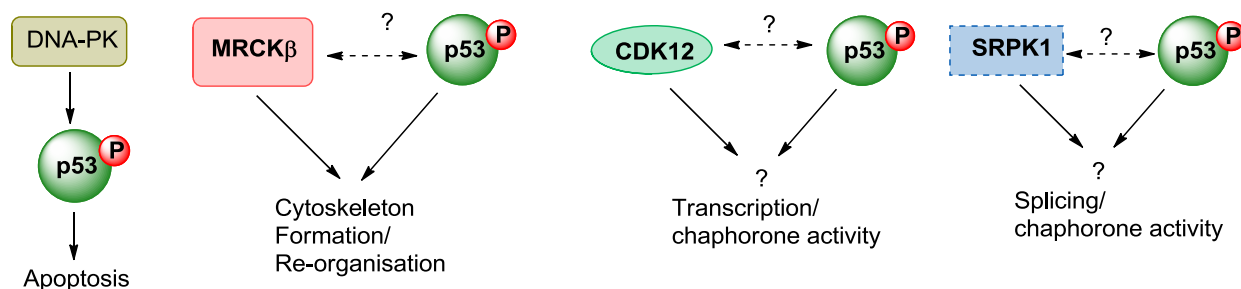 DNA-PK
p53
P
Apoptosis
MRCKβ
?
p53
P
Cytoskeleton
Formation/
Re-organisation
CDK12
?
p53
P
?
Transcription/
chaphorone activity
SRPK1
?
p53
P
?
Splicing/
chaphorone activity